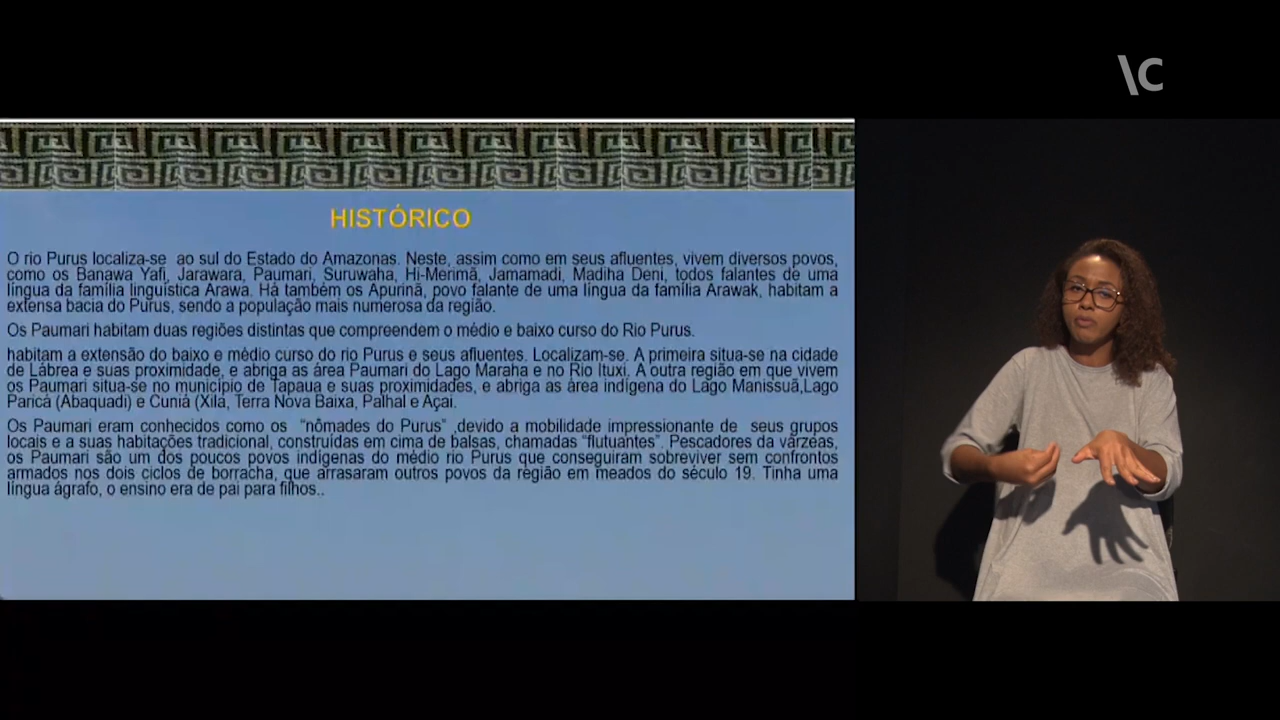 \C
HISTÓRICO
O rio Purus localiza-se ao sul do Estado do Amazonas. Neste, assim como em seus afluentes, vivem diversos povos,
como os Banawa Yafi, Jarawara, Paumari, Suruwaha, Hi-Merimã, Jamamadi, Madiha Deni, todos falantes de uma
língua da família linguística Arawa. Há também os Apurinã, povo falante de uma língua da família Arawak, habitam a
extensa bacia do Purus, sendo a população mais numerosa da região.
Os Paumari habitam duas regiões distintas que compreendem o médio e baixo curso do Rio Purus.
habitam a extensão do baixo e médio curso do rio Purus e seus afluentes. Localizam-se. A primeira situa-se na cidade
de Lábrea e suas proximidade, e abriga as área Paumari do Lago Maraha e no Rio Ituxi. A outra região em que vivem
os Paumari situa-se no município de Tapaua e suas proximidades, e abriga as área indígena do Lago Manissuã,Lago
Paricá (Abaquadi) e Cuniá (Xila, Terra Nova Baixa, Palhal e Açai.
Os Paumari eram conhecidos como os "nômades do Purus" ,devido a mobilidade impressionante de seus grupos
locais e a suas habitações tradicional, construídas em cima de balsas, chamadas "flutuantes". Pescadores da várzeas,
os Paumari são um dos poucos povos indígenas do médio rio Purus que conseguiram sobreviver sem confrontos
armados nos dois ciclos de borracha, que arrasaram outros povos da região em meados do século 19. Tinha uma
língua ágrafo, o ensino era de pai para filhos..